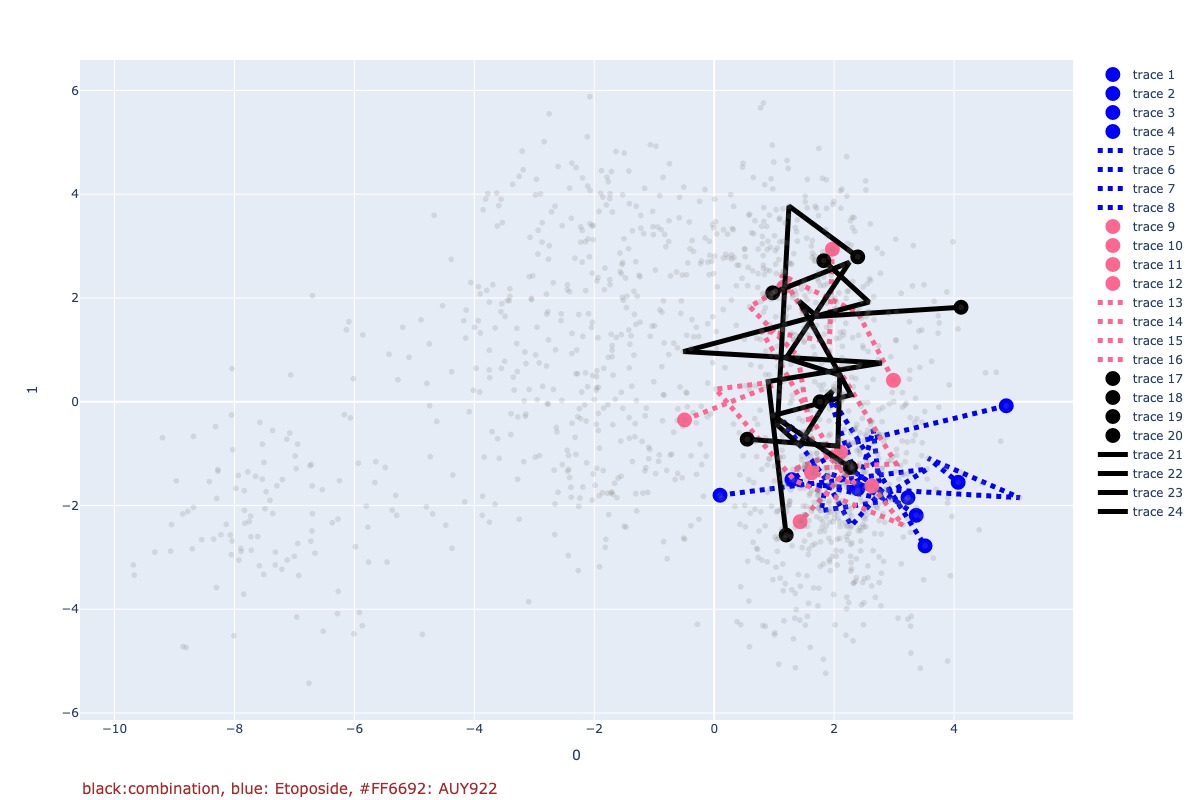 6
4
2
0
−2
−4
−6
1
−10
−8
−6
−4
−2
0
2
4
0
trace 1
trace 2
trace 3
trace 4
trace 5
trace 6
trace 7
trace 8
trace 9
trace 10
trace 11
trace 12
trace 13
trace 14
trace 15
trace 16
trace 17
trace 18
trace 19
trace 20
trace 21
trace 22
trace 23
trace 24
black:combination, blue: Etoposide, #FF6692: AUY922